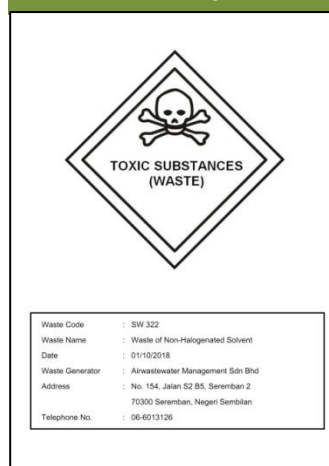 TOXIC SUBSTANCES
(WASTE)
Waste Code : SW 322
Waste Name : Waste of Non-Halogenated Solvent
Date : 01/10/2018
Waste Generator : Airwastewater Management Sdn Bhd
Address : No. 154, Jalan S2 B5, Seremban 2
70300 Seremban, Negeri Sembilan
Telephone No. : 06-6013126